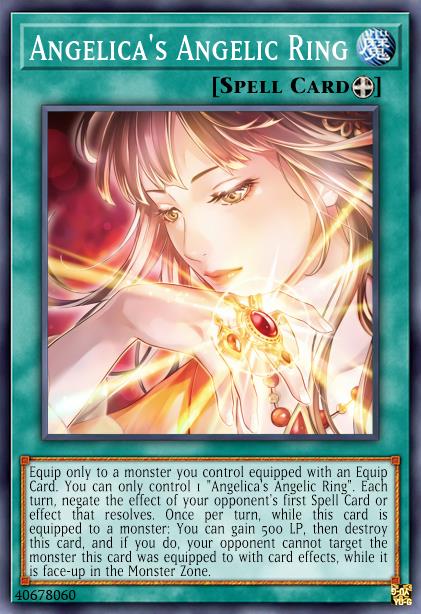 Angelica's Angelic Ring
[Spell Card]
Equip only to a monster you control equipped with an Equip
Card. You can only control 1 "Angelica's Angelic Ring". Each
turn, negate the effect of your opponent's first Spell Card or
effect that resolves. Once per turn, while this card is
equipped to a monster: You can gain 500 LP, then destroy
this card, and if you do, your opponent cannot target the
monster this card was equipped to with card effects, while it
is face-up in the Monster Zone.
40678060